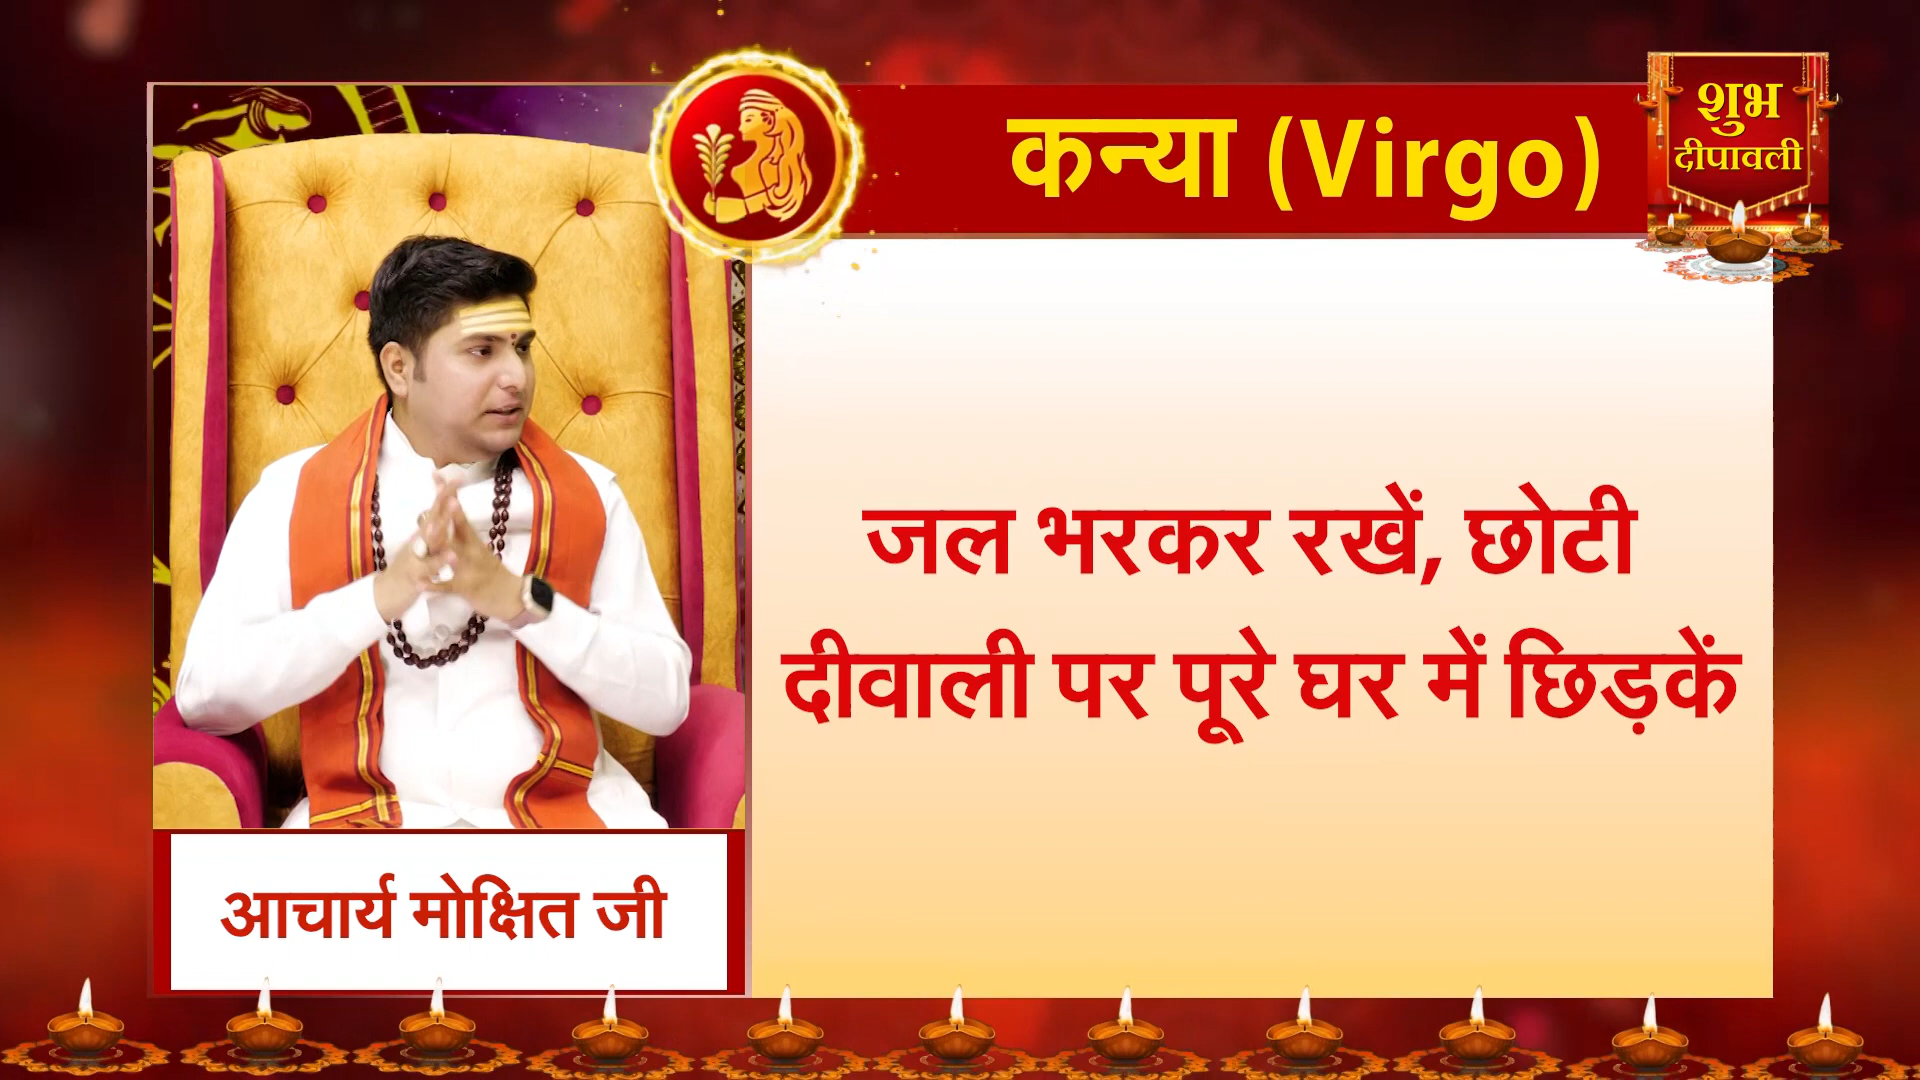 कन्या (Virgo)
शुभ
दीपावली
जल भरकर रखें, छोटी
दीवाली पर पूरे घर में छिड़कें
आचार्य मोक्षित जी